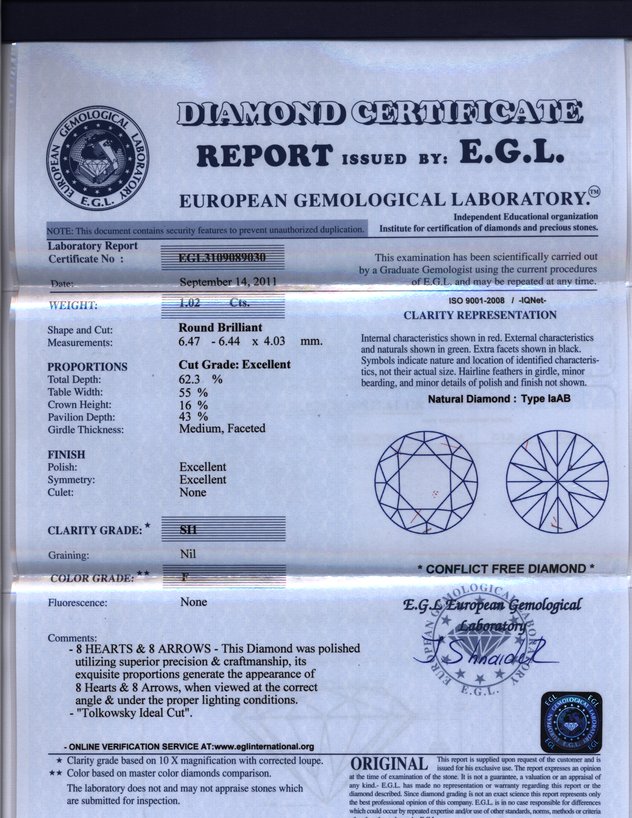 EUROPEAN GEMOLOGICAL LABORATORY
E.G.L.
DIAMOND CERTIFICATE
REPORT ISSUED BY: E.G.L.
EUROPEAN GEMOLOGICAL LABORATORY.™
Independent Educational organization
Institute for certification of diamonds and precious stones.
NOTE: This document contains security features to prevent unauthorized duplication.
Laboratory Report
Certificate No : EGL3109089030
Date: September 14, 2011
This examination has been scientifically carried out
by a Graduate Gemologist using the current procedures
of E.G.L. and may be repeated at any time.
WEIGHT: 1.02 Cts.
Shape and Cut: Round Brilliant
Measurements: 6.47 - 6.44 x 4.03 mm.
PROPORTIONS Cut Grade: Excellent
Total Depth: 62.3 %
Table Width: 55 %
Crown Height: 16 %
Pavilion Depth: 43 %
Girdle Thickness: Medium, Faceted
FINISH
Polish: Excellent
Symmetry: Excellent
Culet: None
CLARITY GRADE: ★ SI1
Graining: Nil
COLOR GRADE: ★★ F
Fluorescence: None
ISO 9001-2008 / -IQNet-
CLARITY REPRESENTATION
Internal characteristics shown in red. External characteristics
and naturals shown in green. Extra facets shown in black.
Symbols indicate nature and location of identified characteris-
tics, not their actual size. Hairline feathers in girdle, minor
bearding, and minor details of polish and finish not shown.
Natural Diamond : Type IaAB
* CONFLICT FREE DIAMOND *
E.G.L European Gemological
Laboratory
EUROPEAN GEMOLOGICAL LABORATORY
E.G.L.
Comments:
- 8 HEARTS & 8 ARROWS - This Diamond was polished
utilizing superior precision & craftmanship, its
exquisite proportions generate the appearance of
8 Hearts & 8 Arrows, when viewed at the correct
angle & under the proper lighting conditions.
- "Tolkowsky Ideal Cut".
- ONLINE VERIFICATION SERVICE AT:www.eglinternational.org
★ Clarity grade based on 10 X magnification with corrected loupe.
★★ Color based on master color diamonds comparison.
The laboratory does not and may not appraise stones which
are submitted for inspection.
EGL EGL
ORIGINAL This report is supplied upon request of the customer and is
issued for his exclusive use. The report expresses an opinion
at the time of examination of the stone. It is not a guarantee, a valuation or an appraisal of
any kind.- E.G.L. has made no representation or warranty regarding this report or the
diamond described. Since diamond grading is not an exact science this report represents only
the best professional opinion of this company. E.G.L. is in no case responsible for differences
which could occur by repeated expertise and/or use of other standards, norms, methods or criteria